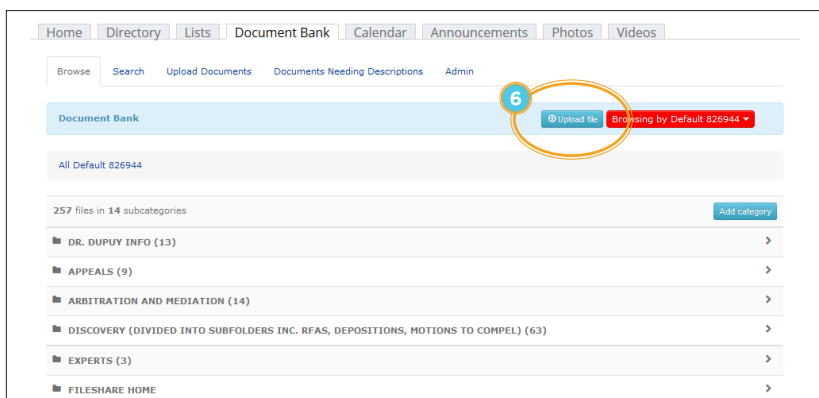 Home Directory Lists Document Bank Calendar Announcements Photos Videos
Browse Search Upload Documents Documents Needing Descriptions Admin
6
Document Bank Upload file Browsing by Default 826944
All Default 826944
257 files in 14 subcategories Add category
DR. DUPUY INFO (13)
APPEALS (9)
ARBITRATION AND MEDIATION (14)
DISCOVERY (DIVIDED INTO SUBFOLDERS INC. RFAS, DEPOSITIONS, MOTIONS TO COMPEL) (63)
EXPERTS (3)
FILESHARE HOME